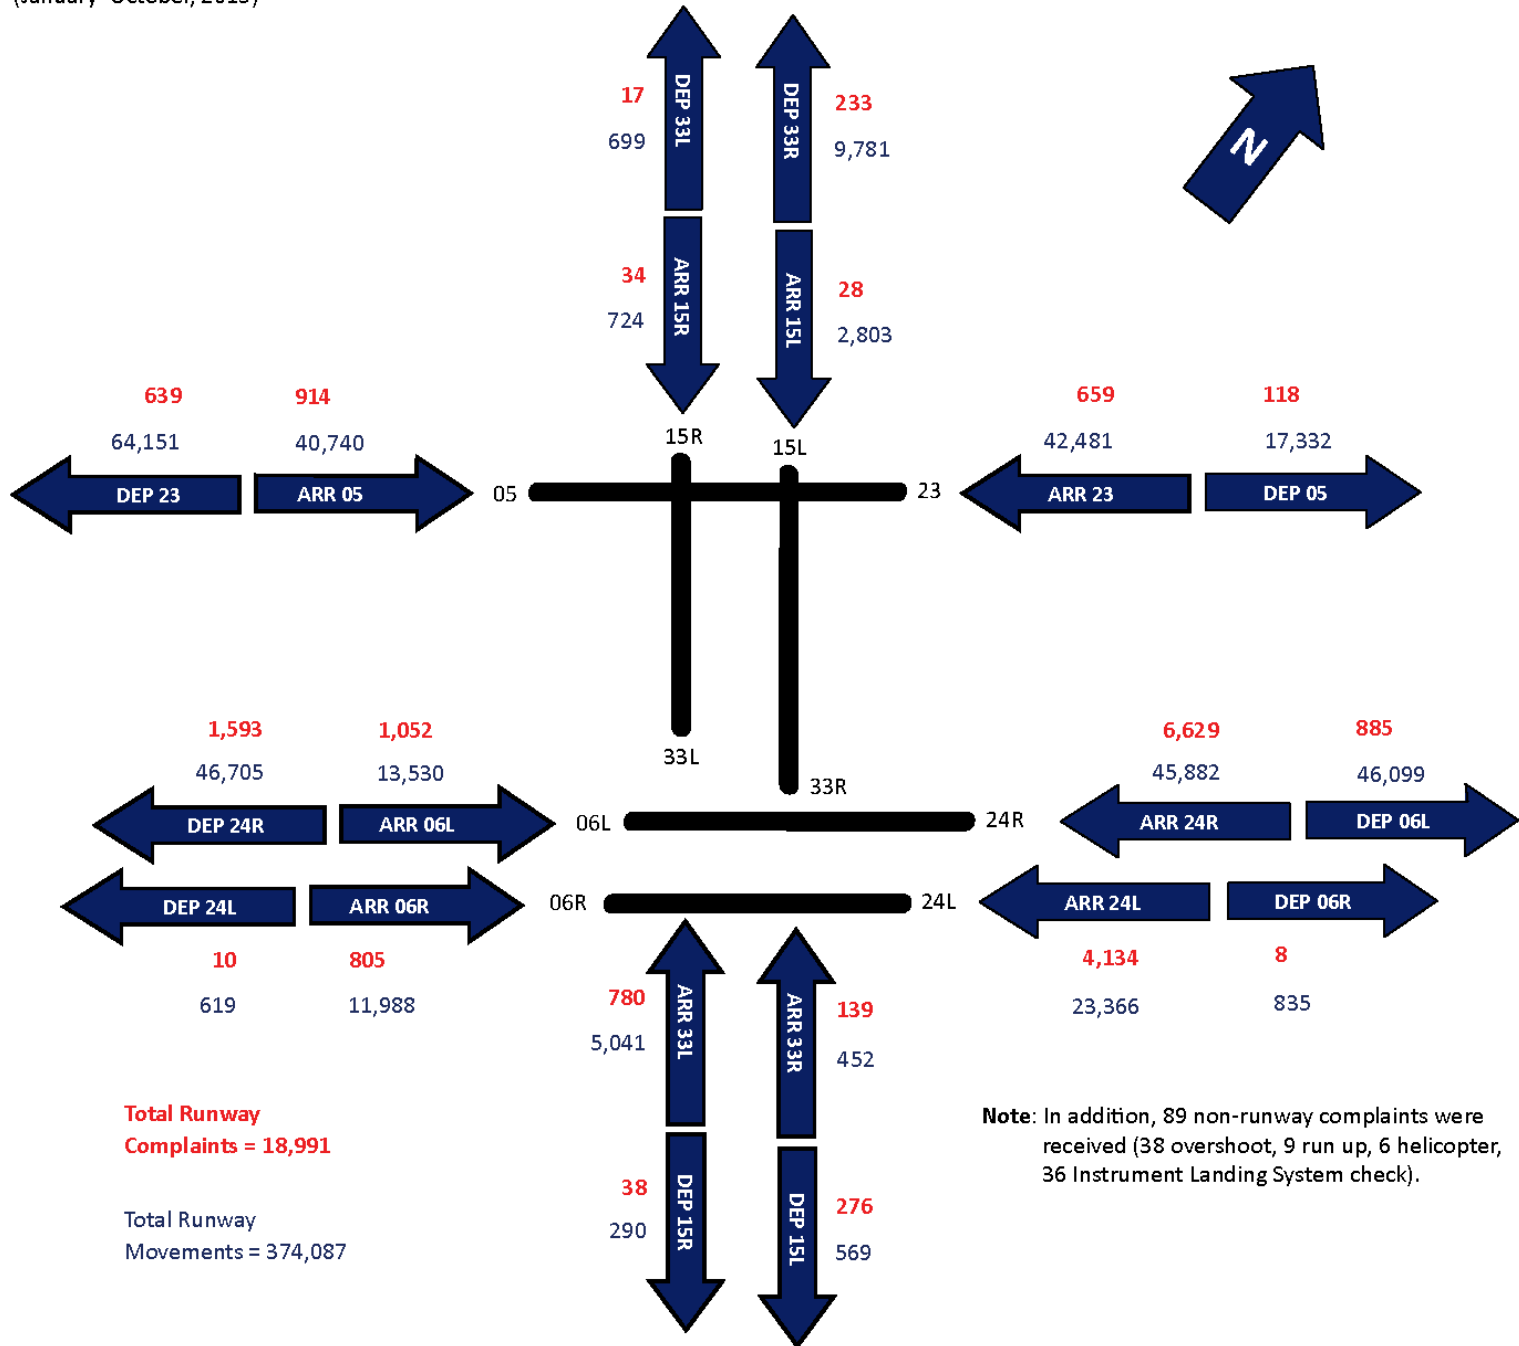 (January–October, 2015)
DEP 33L
17
699
DEP 33R
233
9,781
N
ARR 15R
34
724
ARR 15L
28
2,803
639
914
659
118
64,151
40,740
42,481
17,332
15R
15L
DEP 23
ARR 05
05
23
ARR 23
DEP 05
1,593
1,052
6,629
885
46,705
13,530
45,882
46,099
33L
33R
DEP 24R
ARR 06L
06L
24R
ARR 24R
DEP 06L
DEP 24L
ARR 06R
06R
24L
ARR 24L
DEP 06R
10
805
4,134
8
619
11,988
23,366
835
780
5,041
ARR 33L
ARR 33R
139
452
Total Runway
Complaints = 18,991
Total Runway
Movements = 374,087
38
290
DEP 15R
DEP 15L
276
569
Note: In addition, 89 non-runway complaints were
received (38 overshoot, 9 run up, 6 helicopter,
36 Instrument Landing System check).